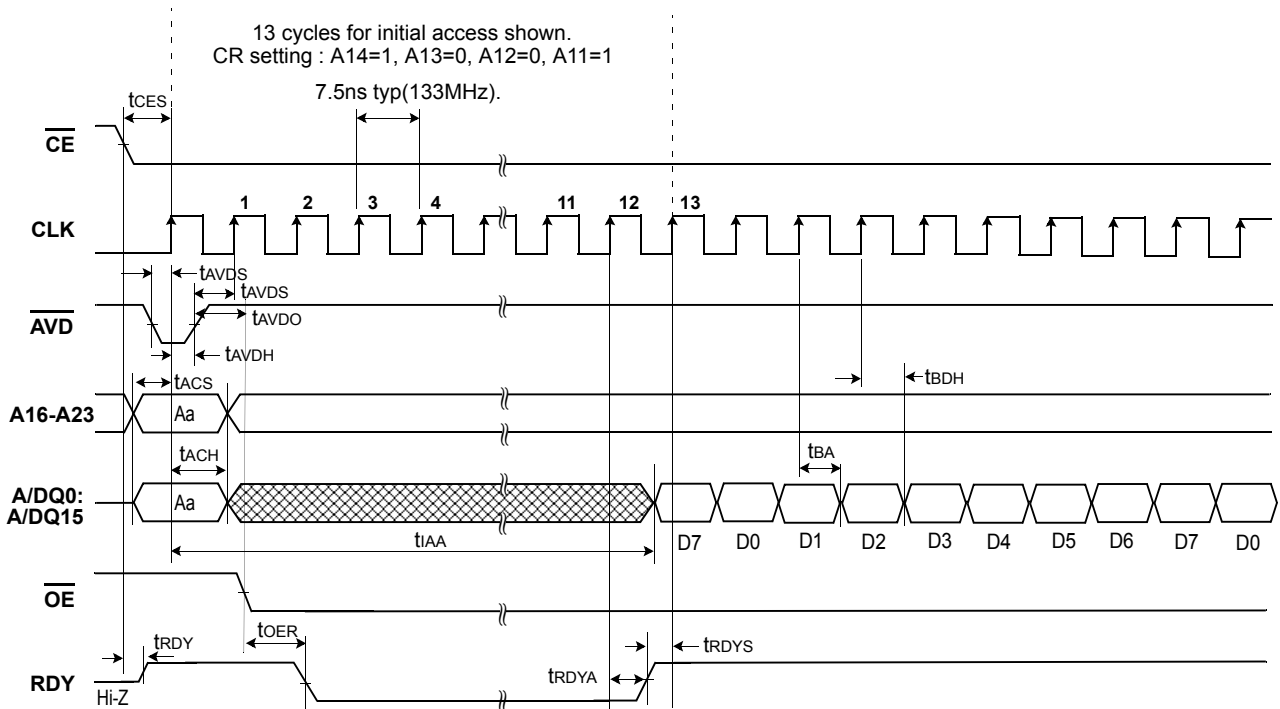 13 cycles for initial access shown.
CR setting : A14=1, A13=0, A12=0, A11=1
7.5ns typ(133MHz).
tCES
CE
1 2 3 4 11 12 13
CLK
tAVDS
tAVDS
tAVDO
AVD
tAVDH
tACS
tBDH
A16-A23
Aa
tACH
tBA
A/DQ0:
A/DQ15
Aa
tIAA
D7 D0 D1 D2 D3 D4 D5 D6 D7 D0
OE
tOER
tRDY
tRDYS
tRDYA
RDY
Hi-Z